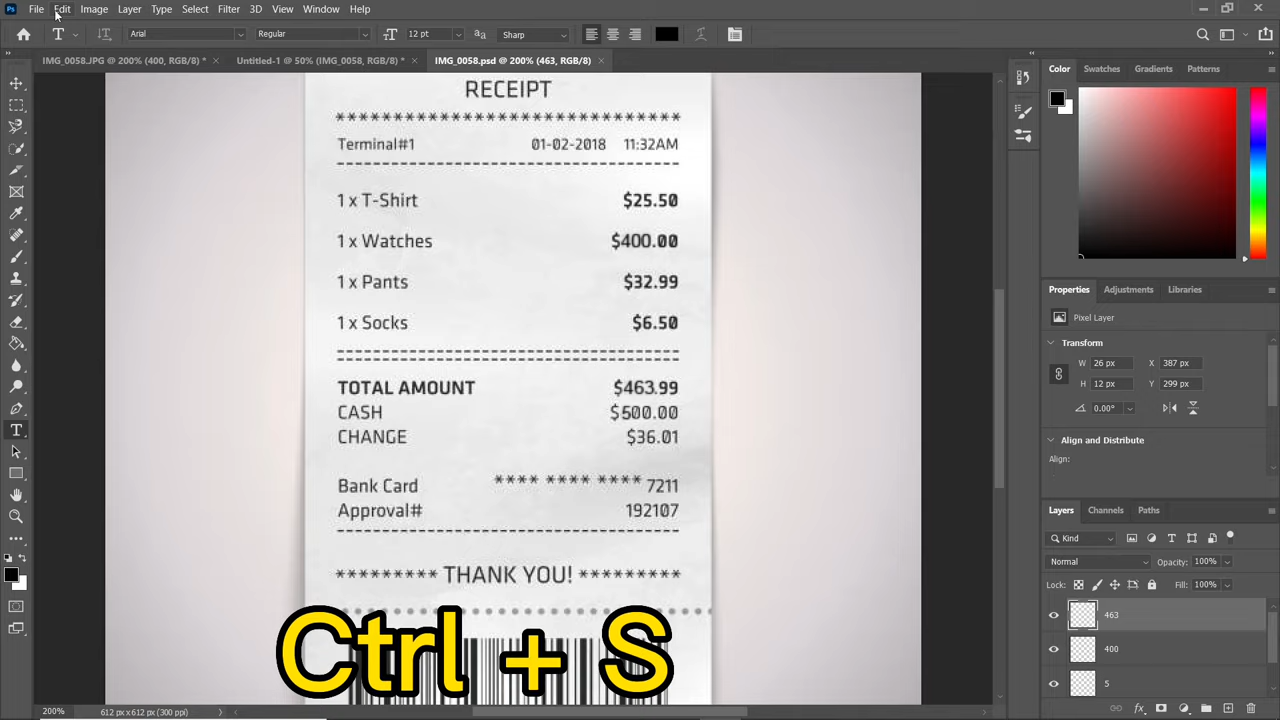 File Edit Image Layer Type Select Filter 3D View Window Help
T Arial Regular 12 pt Sharp
IMG_0058.JPG @ 200% (400, RGB/8) * × Untitled-1 @ 50% (IMG_0058, RGB/8) * × IMG_0058.psd @ 200% (463, RGB/8) ×
Color Swatches Gradients Patterns
RECEIPT
*****************************
Terminal#1 01-02-2018 11:32AM
1 x T-Shirt $25.50
1 x Watches $400.00
1 x Pants $32.99
1 x Socks $6.50
TOTAL AMOUNT $463.99
CASH $500.00
CHANGE $36.01
Bank Card **** **** **** 7211
Approval# 192107
********* THANK YOU! *********
Ctrl + S
Properties Adjustments Libraries
Pixel Layer
Transform
W 26 px X 387 px
H 12 px Y 299 px
0.00°
Align and Distribute
Align:
Layers Channels Paths
Kind
Normal Opacity: 100%
Lock: Fill: 100%
463
400
5
200% 612 px x 612 px (300 ppi)